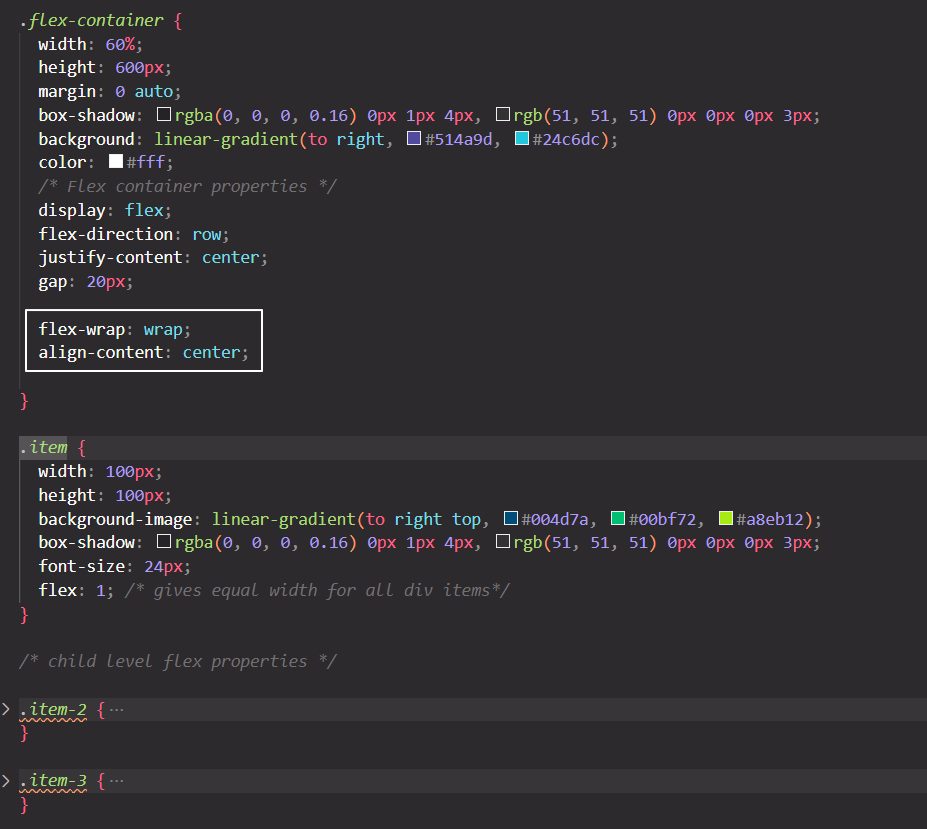 .flex-container {
width: 60%;
height: 600px;
margin: 0 auto;
box-shadow: rgba(0, 0, 0, 0.16) 0px 1px 4px, rgb(51, 51, 51) 0px 0px 0px 3px;
background: linear-gradient(to right, #514a9d, #24c6dc);
color: #fff;
/* Flex container properties */
display: flex;
flex-direction: row;
justify-content: center;
gap: 20px;
flex-wrap: wrap;
align-content: center;
}
.item {
width: 100px;
height: 100px;
background-image: linear-gradient(to right top, #004d7a, #00bf72, #a8eb12);
box-shadow: rgba(0, 0, 0, 0.16) 0px 1px 4px, rgb(51, 51, 51) 0px 0px 0px 3px;
font-size: 24px;
flex: 1; /* gives equal width for all div items*/
}
/* child level flex properties */
.item-2 { ···
}
.item-3 { ···
}